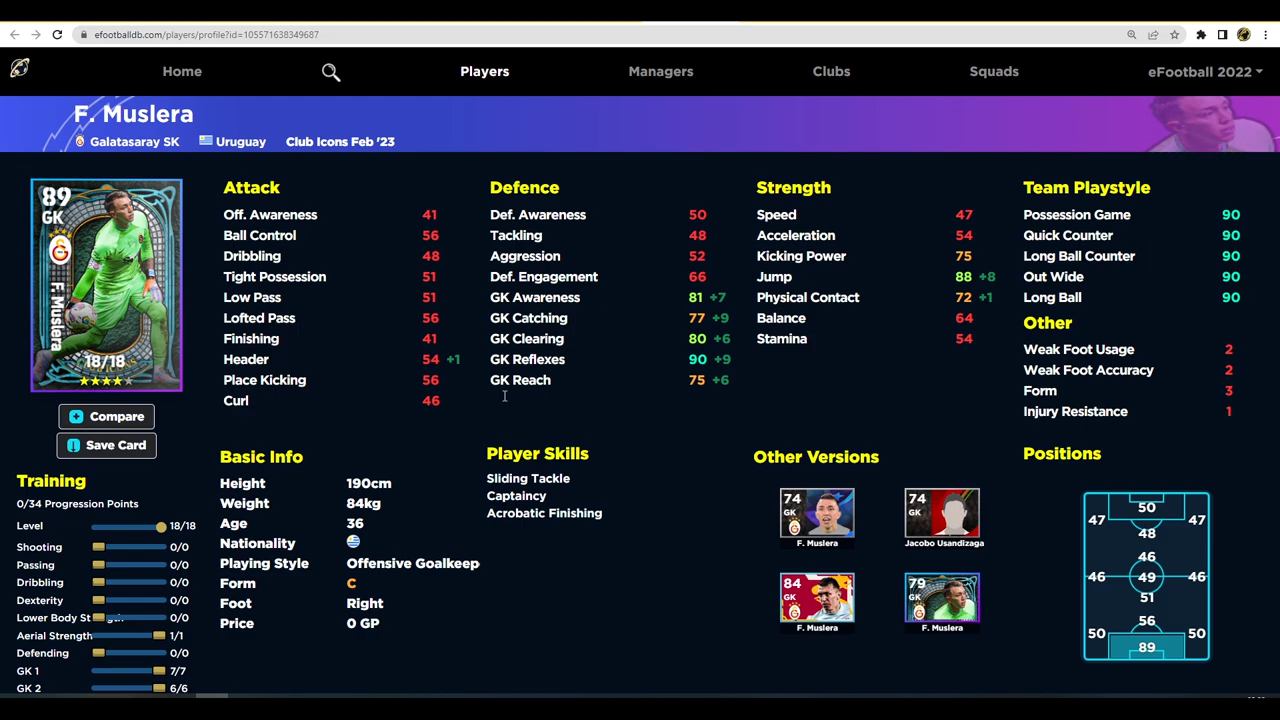 efootballdb.com/players/profile?id=105571638349687
Home
Players
Managers
Clubs
Squads
eFootball 2022
F. Muslera
Galatasaray SK
Uruguay
Club Icons Feb '23
89
GK
F. Muslera
18/18
Compare
Save Card
Training
0/34 Progression Points
Level 18/18
Shooting 0/0
Passing 0/0
Dribbling 0/0
Dexterity 0/0
Lower Body Strength 0/0
Aerial Strength 1/1
Defending 0/0
GK 1 7/7
GK 2 6/6
Attack
Off. Awareness 41
Ball Control 56
Dribbling 48
Tight Possession 51
Low Pass 51
Lofted Pass 56
Finishing 41
Header 54 +1
Place Kicking 56
Curl 46
Defence
Def. Awareness 50
Tackling 48
Aggression 52
Def. Engagement 66
GK Awareness 81 +7
GK Catching 77 +9
GK Clearing 80 +6
GK Reflexes 90 +9
GK Reach 75 +6
Strength
Speed 47
Acceleration 54
Kicking Power 75
Jump 88 +8
Physical Contact 72 +1
Balance 64
Stamina 54
Team Playstyle
Possession Game 90
Quick Counter 90
Long Ball Counter 90
Out Wide 90
Long Ball 90
Other
Weak Foot Usage 2
Weak Foot Accuracy 2
Form 3
Injury Resistance 1
Basic Info
Height 190cm
Weight 84kg
Age 36
Nationality
Playing Style Offensive Goalkeep
Form C
Foot Right
Price 0 GP
Player Skills
Sliding Tackle
Captaincy
Acrobatic Finishing
Other Versions
74
GK
F. Muslera
74
GK
Jacobo Usandizaga
84
GK
F. Muslera
79
GK
F. Muslera
Positions
50
47 47
48
46
46 49 46
51
56
50 50
89